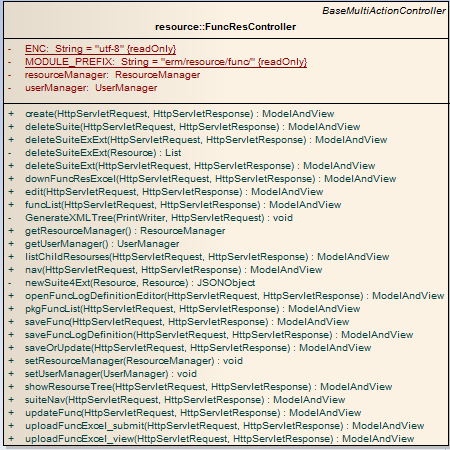 BaseMultiActionController
resource::FuncResController
- ENC: String = "utf-8" {readOnly}
- MODULE_PREFIX: String = "erm/resource/func/" {readOnly}
- resourceManager: ResourceManager
- userManager: UserManager
+ create(HttpServletRequest, HttpServletResponse) : ModelAndView
+ deleteSuite(HttpServletRequest, HttpServletResponse) : ModelAndView
+ deleteSuiteExExt(HttpServletRequest, HttpServletResponse) : ModelAndView
- deleteSuiteExExt(Resource) : List
+ deleteSuiteExt(HttpServletRequest, HttpServletResponse) : ModelAndView
+ downFuncResExcel(HttpServletRequest, HttpServletResponse) : ModelAndView
+ edit(HttpServletRequest, HttpServletResponse) : ModelAndView
+ funcList(HttpServletRequest, HttpServletResponse) : ModelAndView
- GenerateXMLTree(PrintWriter, HttpServletRequest) : void
+ getResourceManager() : ResourceManager
+ getUserManager() : UserManager
+ listChildResourses(HttpServletRequest, HttpServletResponse) : ModelAndView
+ nav(HttpServletRequest, HttpServletResponse) : ModelAndView
- newSuite4Ext(Resource, Resource) : JSONObject
+ openFuncLogDefinitionEditor(HttpServletRequest, HttpServletResponse) : ModelAndView
+ pkgFuncList(HttpServletRequest, HttpServletResponse) : ModelAndView
+ saveFunc(HttpServletRequest, HttpServletResponse) : ModelAndView
+ saveFuncLogDefinition(HttpServletRequest, HttpServletResponse) : ModelAndView
+ saveOrUpdate(HttpServletRequest, HttpServletResponse) : ModelAndView
+ setResourceManager(ResourceManager) : void
+ setUserManager(UserManager) : void
+ showResourseTree(HttpServletRequest, HttpServletResponse) : ModelAndView
+ suiteNav(HttpServletRequest, HttpServletResponse) : ModelAndView
+ updateFunc(HttpServletRequest, HttpServletResponse) : ModelAndView
+ uploadFuncExcel_submit(HttpServletRequest, HttpServletResponse) : ModelAndView
+ uploadFuncExcel_view(HttpServletRequest, HttpServletResponse) : ModelAndView